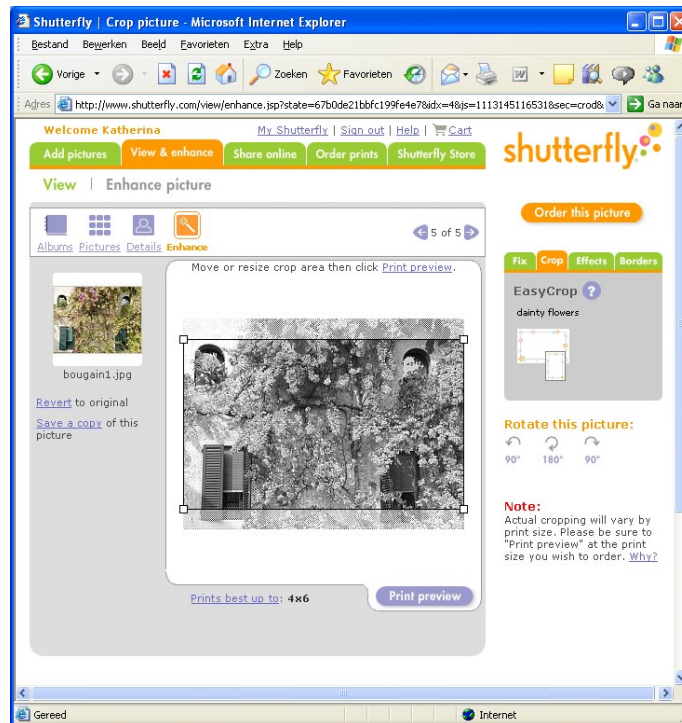 Shutterfly | Crop picture - Microsoft Internet Explorer
Bestand Bewerken Beeld Favorieten Extra Help
Vorige Zoeken Favorieten
Adres http://www.shutterfly.com/view/enhance.jsp?state=67b0de21bbfc199fe4e7&idx=4&js=11131451165318&sec=crod& Ga naar
Welcome Katherina My Shutterfly | Sign out | Help | Cart
Add pictures View & enhance Share online Order prints Shutterfly Store
shutterfly
View | Enhance picture
Order this picture
Albums Pictures Details Enhance
5 of 5
Move or resize crop area then click Print preview.
bougain1.jpg
Revert to original
Save a copy of this
picture
Prints best up to: 4x6
Print preview
Fix Crop Effects Borders
EasyCrop ?
dainty flowers
Rotate this picture:
90° 180° 90°
Note:
Actual cropping will vary by
print size. Please be sure to
"Print preview" at the print
size you wish to order. Why?
Gereed Internet